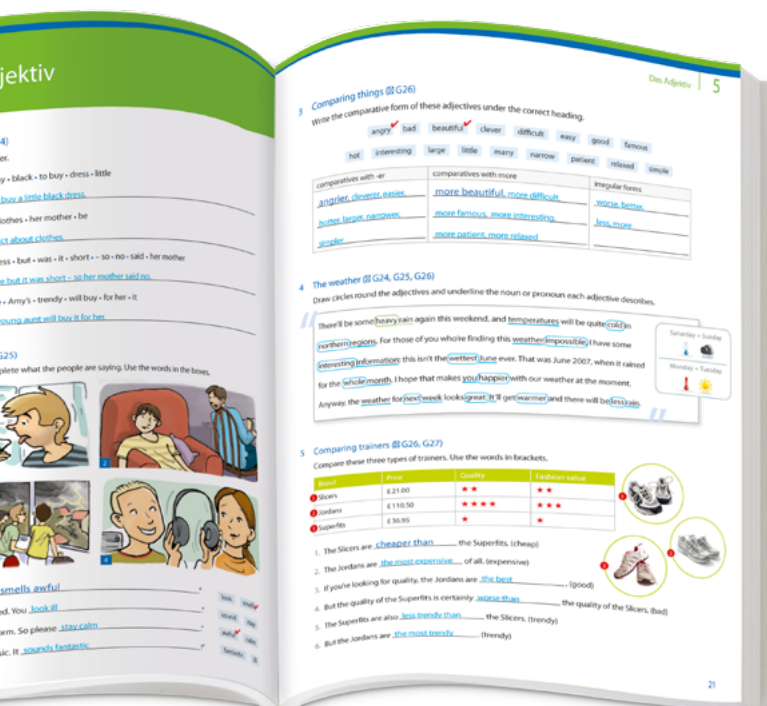 jektiv
4)
er.
y • black • to buy • dress • little
buy a little black dress.
lothes • her mother • be
ct about clothes.
ess • but • was • it • short • – so • no • said • her mother
e but it was short – so her mother said no.
• Amy's • trendy • will buy • for her • it
young aunt will buy it for her.
G25)
plete what the people are saying. Use the words in the boxes.
2
4
smells awful
ed. You look ill
orm. So please stay calm
sic. It sounds fantastic
look
sound
stay
awful
calm
fantastic
ill
Das Adjektiv 5
3 Comparing things (G26)
Write the comparative form of these adjectives under the correct heading.
angry bad beautiful clever difficult easy good famous
hot interesting large little many narrow patient relaxed simple
comparatives with -er comparatives with more irregular forms
angrier, cleverer, easier, more beautiful, more difficult, worse, better,
hotter, larger, narrower, more famous, more interesting, less, more
simpler more patient, more relaxed
4 The weather (G24, G25, G26)
Draw circles round the adjectives and underline the noun or pronoun each adjective describes.
There'll be some heavy rain again this weekend, and temperatures will be quite cold in
northern regions. For those of you who're finding this weather impossible, I have some
interesting information: this isn't the wettest June ever. That was June 2007, when it rained
for the whole month. I hope that makes you happier with our weather at the moment.
Anyway, the weather for next week looks great. It'll get warmer and there will be less rain.
Saturday – Sunday
Monday – Tuesday
5 Comparing trainers (G26, G27)
Compare these three types of trainers. Use the words in brackets.
Brand Price Quality Fashion value
1 Slicers £21.00 ★★ ★★
2 Jordans £110.50 ★★★★ ★★★
3 Superfits £36.95 ★ ★
1. The Slicers are cheaper than the Superfits. (cheap)
2. The Jordans are the most expensive of all. (expensive)
3. If you're looking for quality, the Jordans are the best. (good)
4. But the quality of the Superfits is certainly worse than the quality of the Slicers. (bad)
5. The Superfits are also less trendy than the Slicers. (trendy)
6. But the Jordans are the most trendy. (trendy)
21